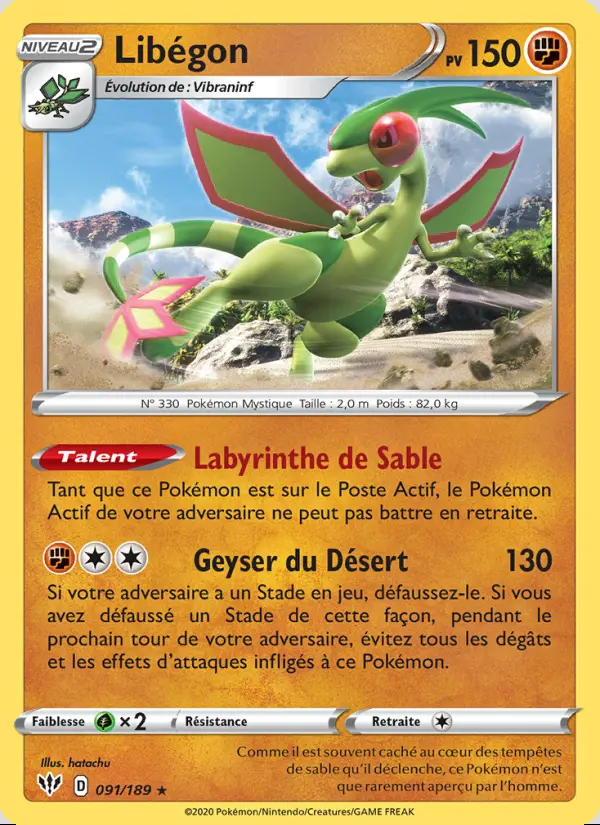 NIVEAU2 Libégon PV 150
Évolution de : Vibraninf
N° 330 Pokémon Mystique Taille : 2,0 m Poids : 82,0 kg
Talent Labyrinthe de Sable
Tant que ce Pokémon est sur le Poste Actif, le Pokémon
Actif de votre adversaire ne peut pas battre en retraite.
Geyser du Désert 130
Si votre adversaire a un Stade en jeu, défaussez-le. Si vous
avez défaussé un Stade de cette façon, pendant le
prochain tour de votre adversaire, évitez tous les dégâts
et les effets d'attaques infligés à ce Pokémon.
Faiblesse ×2 Résistance Retraite
Illus. hatachu
Comme il est souvent caché au cœur des tempêtes
de sable qu'il déclenche, ce Pokémon n'est
que rarement aperçu par l'homme.
D 091/189 ★
©2020 Pokémon/Nintendo/Creatures/GAME FREAK